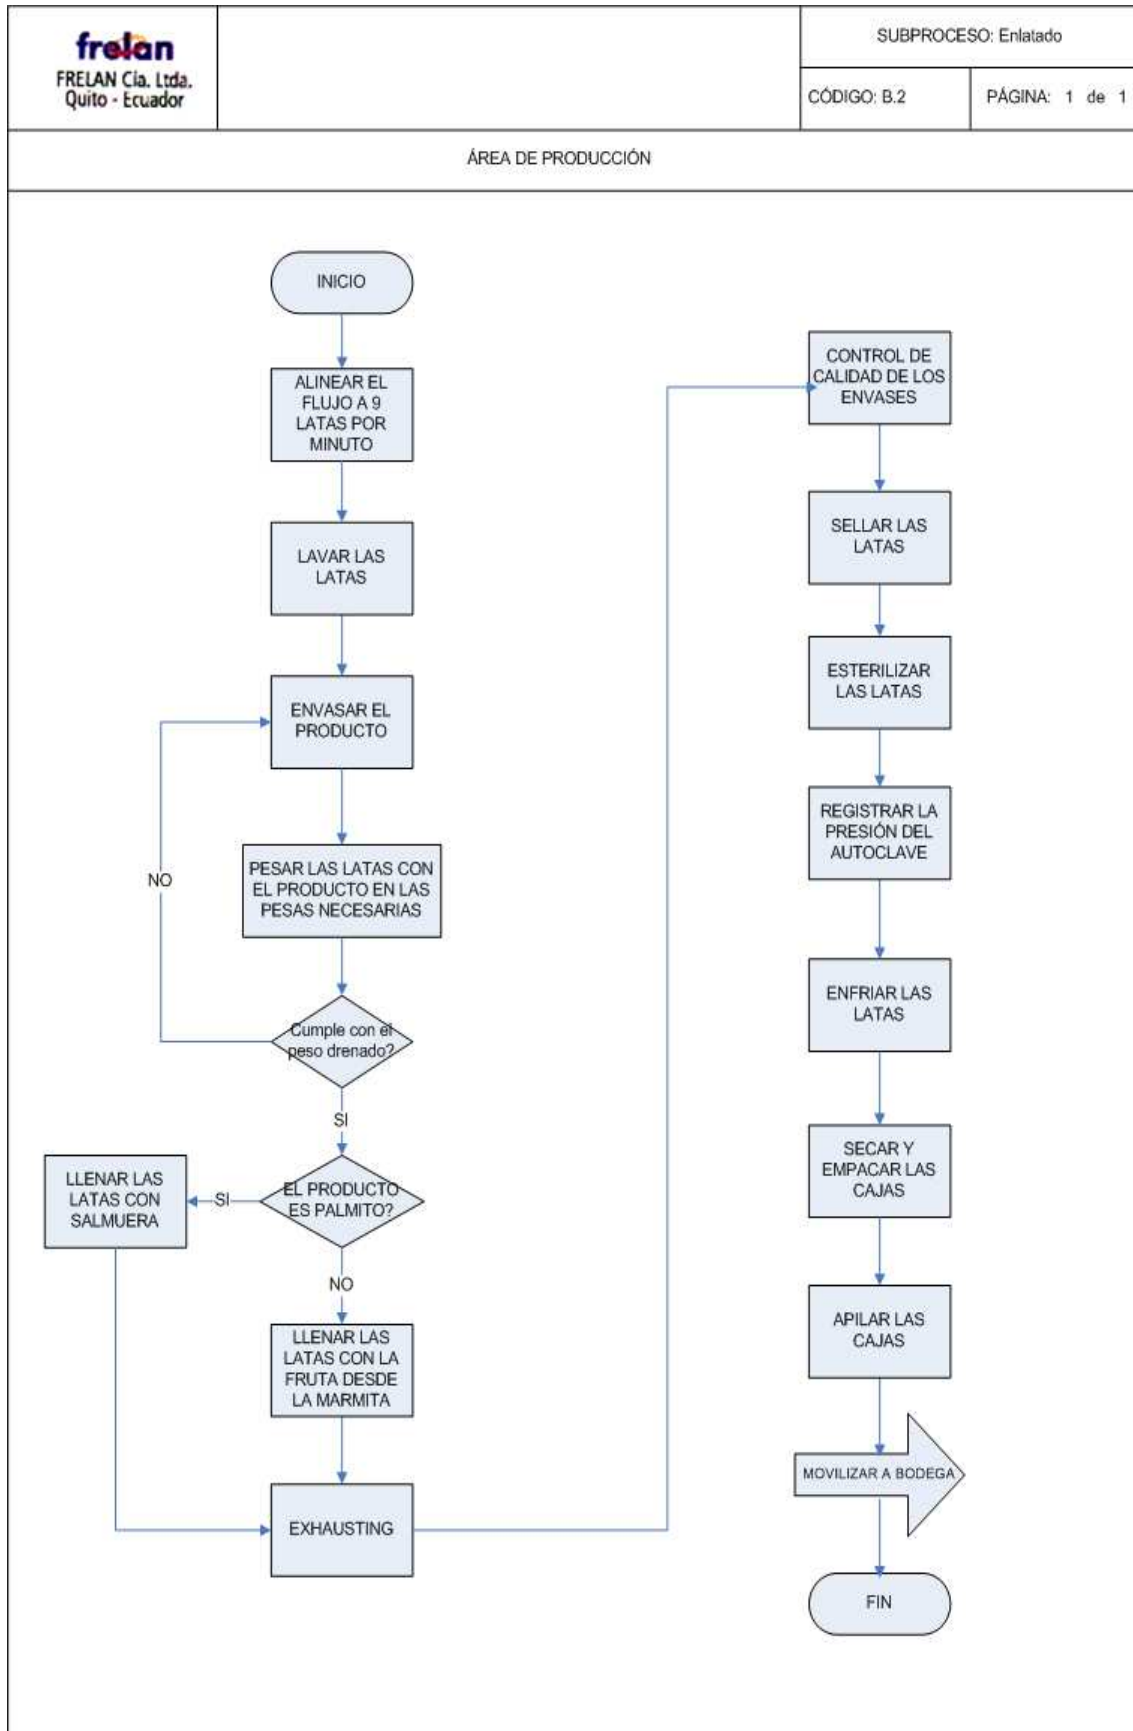 frelan
FRELAN Cía. Ltda.
Quito - Ecuador
SUBPROCESO: Enlatado
CÓDIGO: B.2
PÁGINA: 1 de 1
ÁREA DE PRODUCCIÓN
INICIO
ALINEAR EL
FLUJO A 9
LATAS POR
MINUTO
LAVAR LAS
LATAS
ENVASAR EL
PRODUCTO
PESAR LAS LATAS CON
EL PRODUCTO EN LAS
PESAS NECESARIAS
NO
Cumple con el
peso drenado?
SI
EL PRODUCTO
ES PALMITO?
SI
LLENAR LAS
LATAS CON
SALMUERA
NO
LLENAR LAS
LATAS CON LA
FRUTA DESDE
LA MARMITA
EXHAUSTING
CONTROL DE
CALIDAD DE LOS
ENVASES
SELLAR LAS
LATAS
ESTERILIZAR
LAS LATAS
REGISTRAR LA
PRESIÓN DEL
AUTOCLAVE
ENFRIAR LAS
LATAS
SECAR Y
EMPACAR LAS
CAJAS
APILAR LAS
CAJAS
MOVILIZAR A BODEGA
FIN